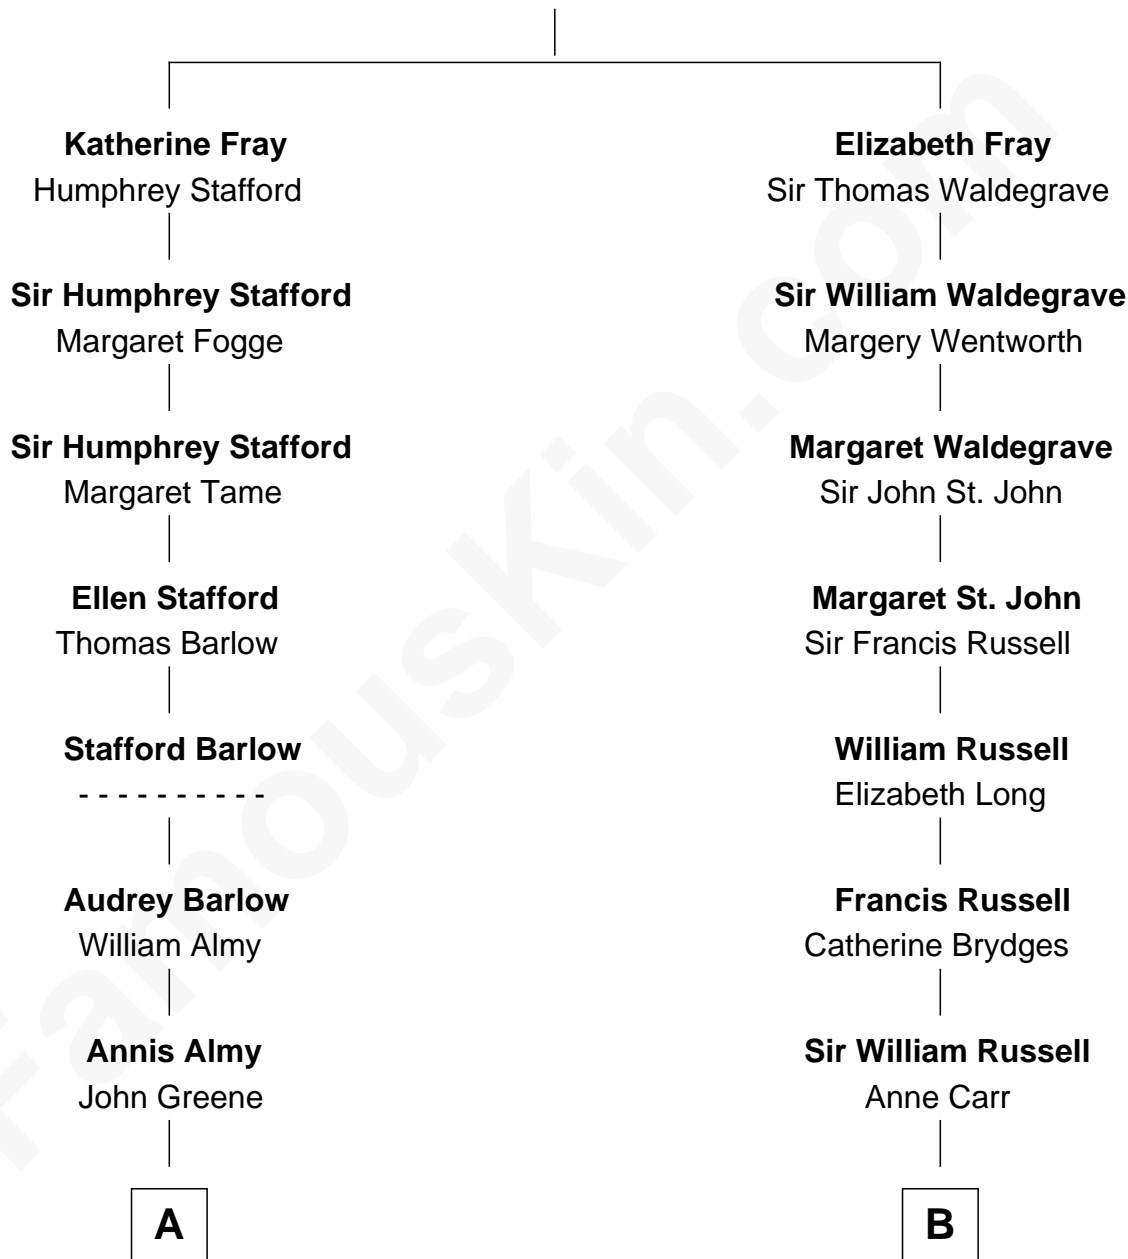 Katherine Fray
Humphrey Stafford
Sir Humphrey Stafford
Margaret Fogge
Sir Humphrey Stafford
Margaret Tame
Ellen Stafford
Thomas Barlow
Stafford Barlow
- - - - - - - - - -
Audrey Barlow
William Almy
Annis Almy
John Greene
A
Elizabeth Fray
Sir Thomas Waldegrave
Sir William Waldegrave
Margery Wentworth
Margaret Waldegrave
Sir John St. John
Margaret St. John
Sir Francis Russell
William Russell
Elizabeth Long
Francis Russell
Catherine Brydges
Sir William Russell
Anne Carr
B
FamousKin.com